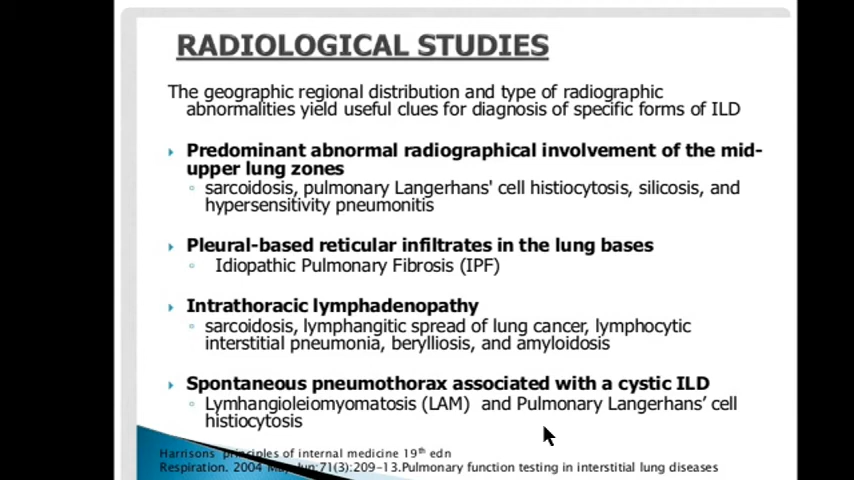 RADIOLOGICAL STUDIES
The geographic regional distribution and type of radiographic
abnormalities yield useful clues for diagnosis of specific forms of ILD
Predominant abnormal radiographical involvement of the mid-
upper lung zones
sarcoidosis, pulmonary Langerhans' cell histiocytosis, silicosis, and
hypersensitivity pneumonitis
Pleural-based reticular infiltrates in the lung bases
Idiopathic Pulmonary Fibrosis (IPF)
Intrathoracic lymphadenopathy
sarcoidosis, lymphangitic spread of lung cancer, lymphocytic
interstitial pneumonia, berylliosis, and amyloidosis
Spontaneous pneumothorax associated with a cystic ILD
Lymhangioleiomyomatosis (LAM) and Pulmonary Langerhans’ cell
histiocytosis
Harrisons principles of internal medicine 19th edn
Respiration. 2004 May-Jun;71(3):209-13.Pulmonary function testing in interstitial lung diseases